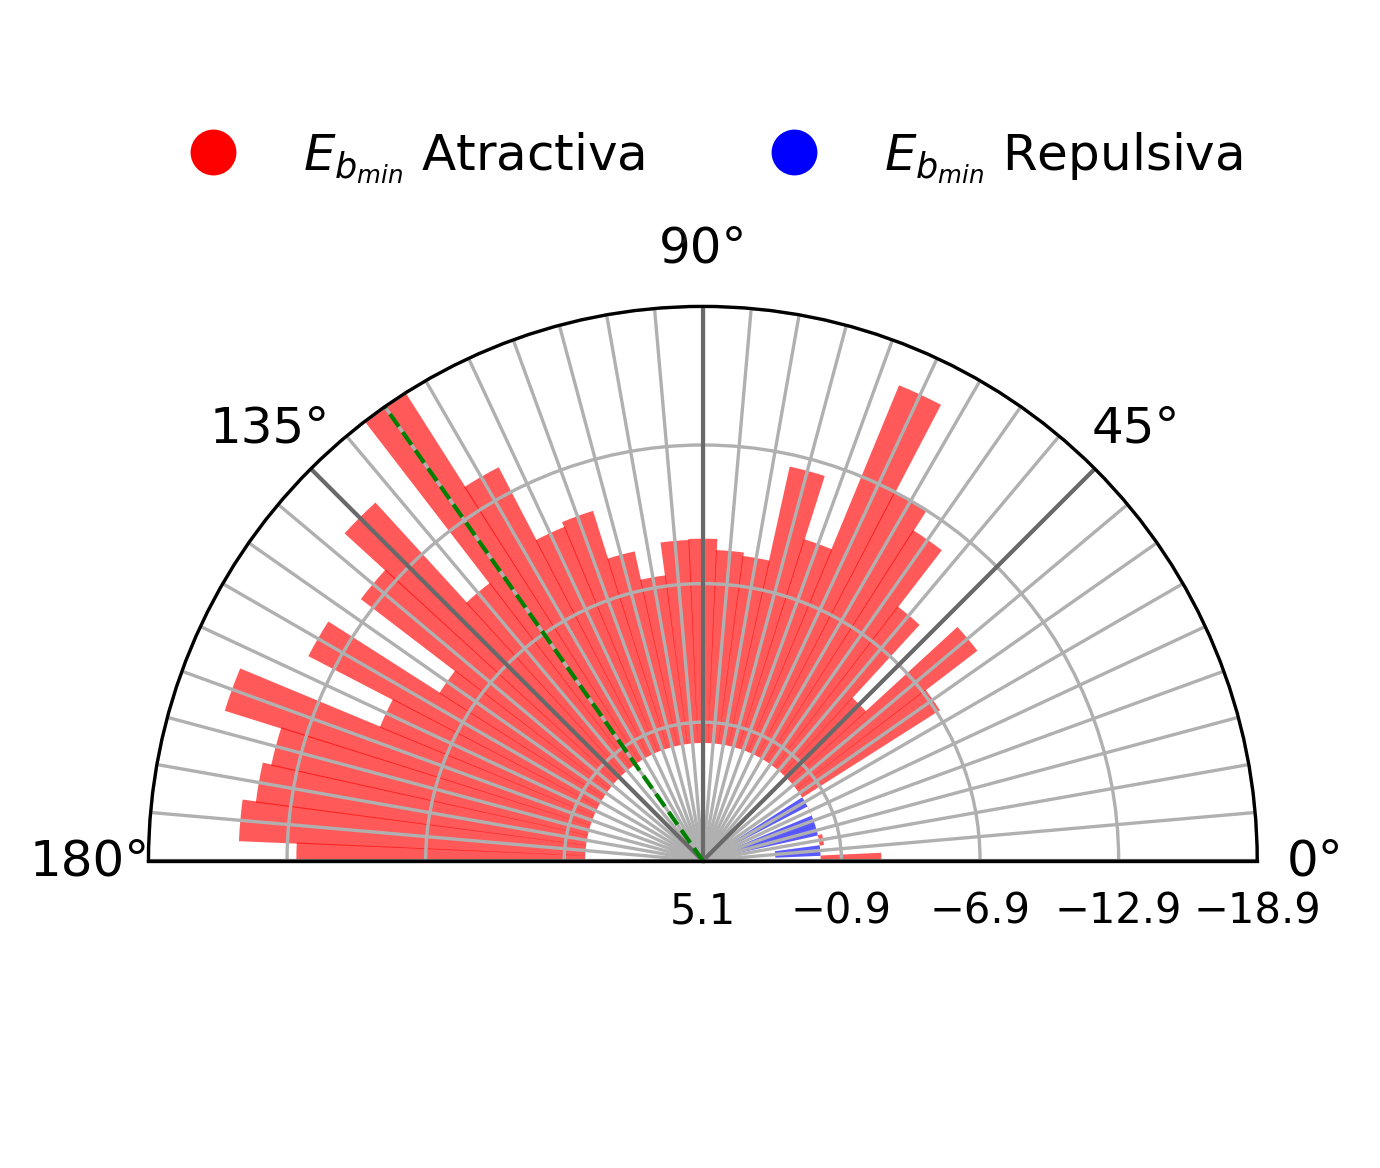 E_{b_{min}} Atractiva E_{b_{min}} Repulsiva
90°
135° 45°
180° 0°
5.1 −0.9 −6.9 −12.9 −18.9